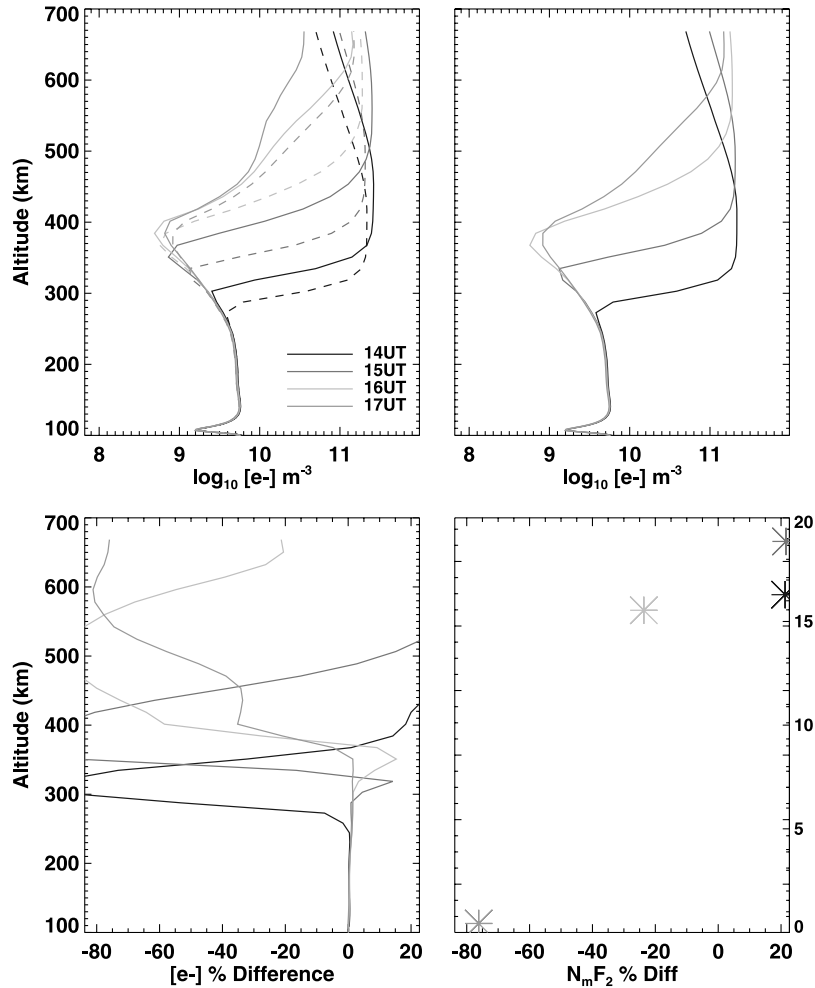 700
600
500
400
300
200
100
Altitude (km)
8 9 10 11
log₁₀ [e-] m⁻³
14UT
15UT
16UT
17UT
8 9 10 11
log₁₀ [e-] m⁻³
700
600
500
400
300
200
100
Altitude (km)
-80 -60 -40 -20 0 20
[e-] % Difference
20
15
10
5
0
-80 -60 -40 -20 0 20
NₘF₂ % Diff